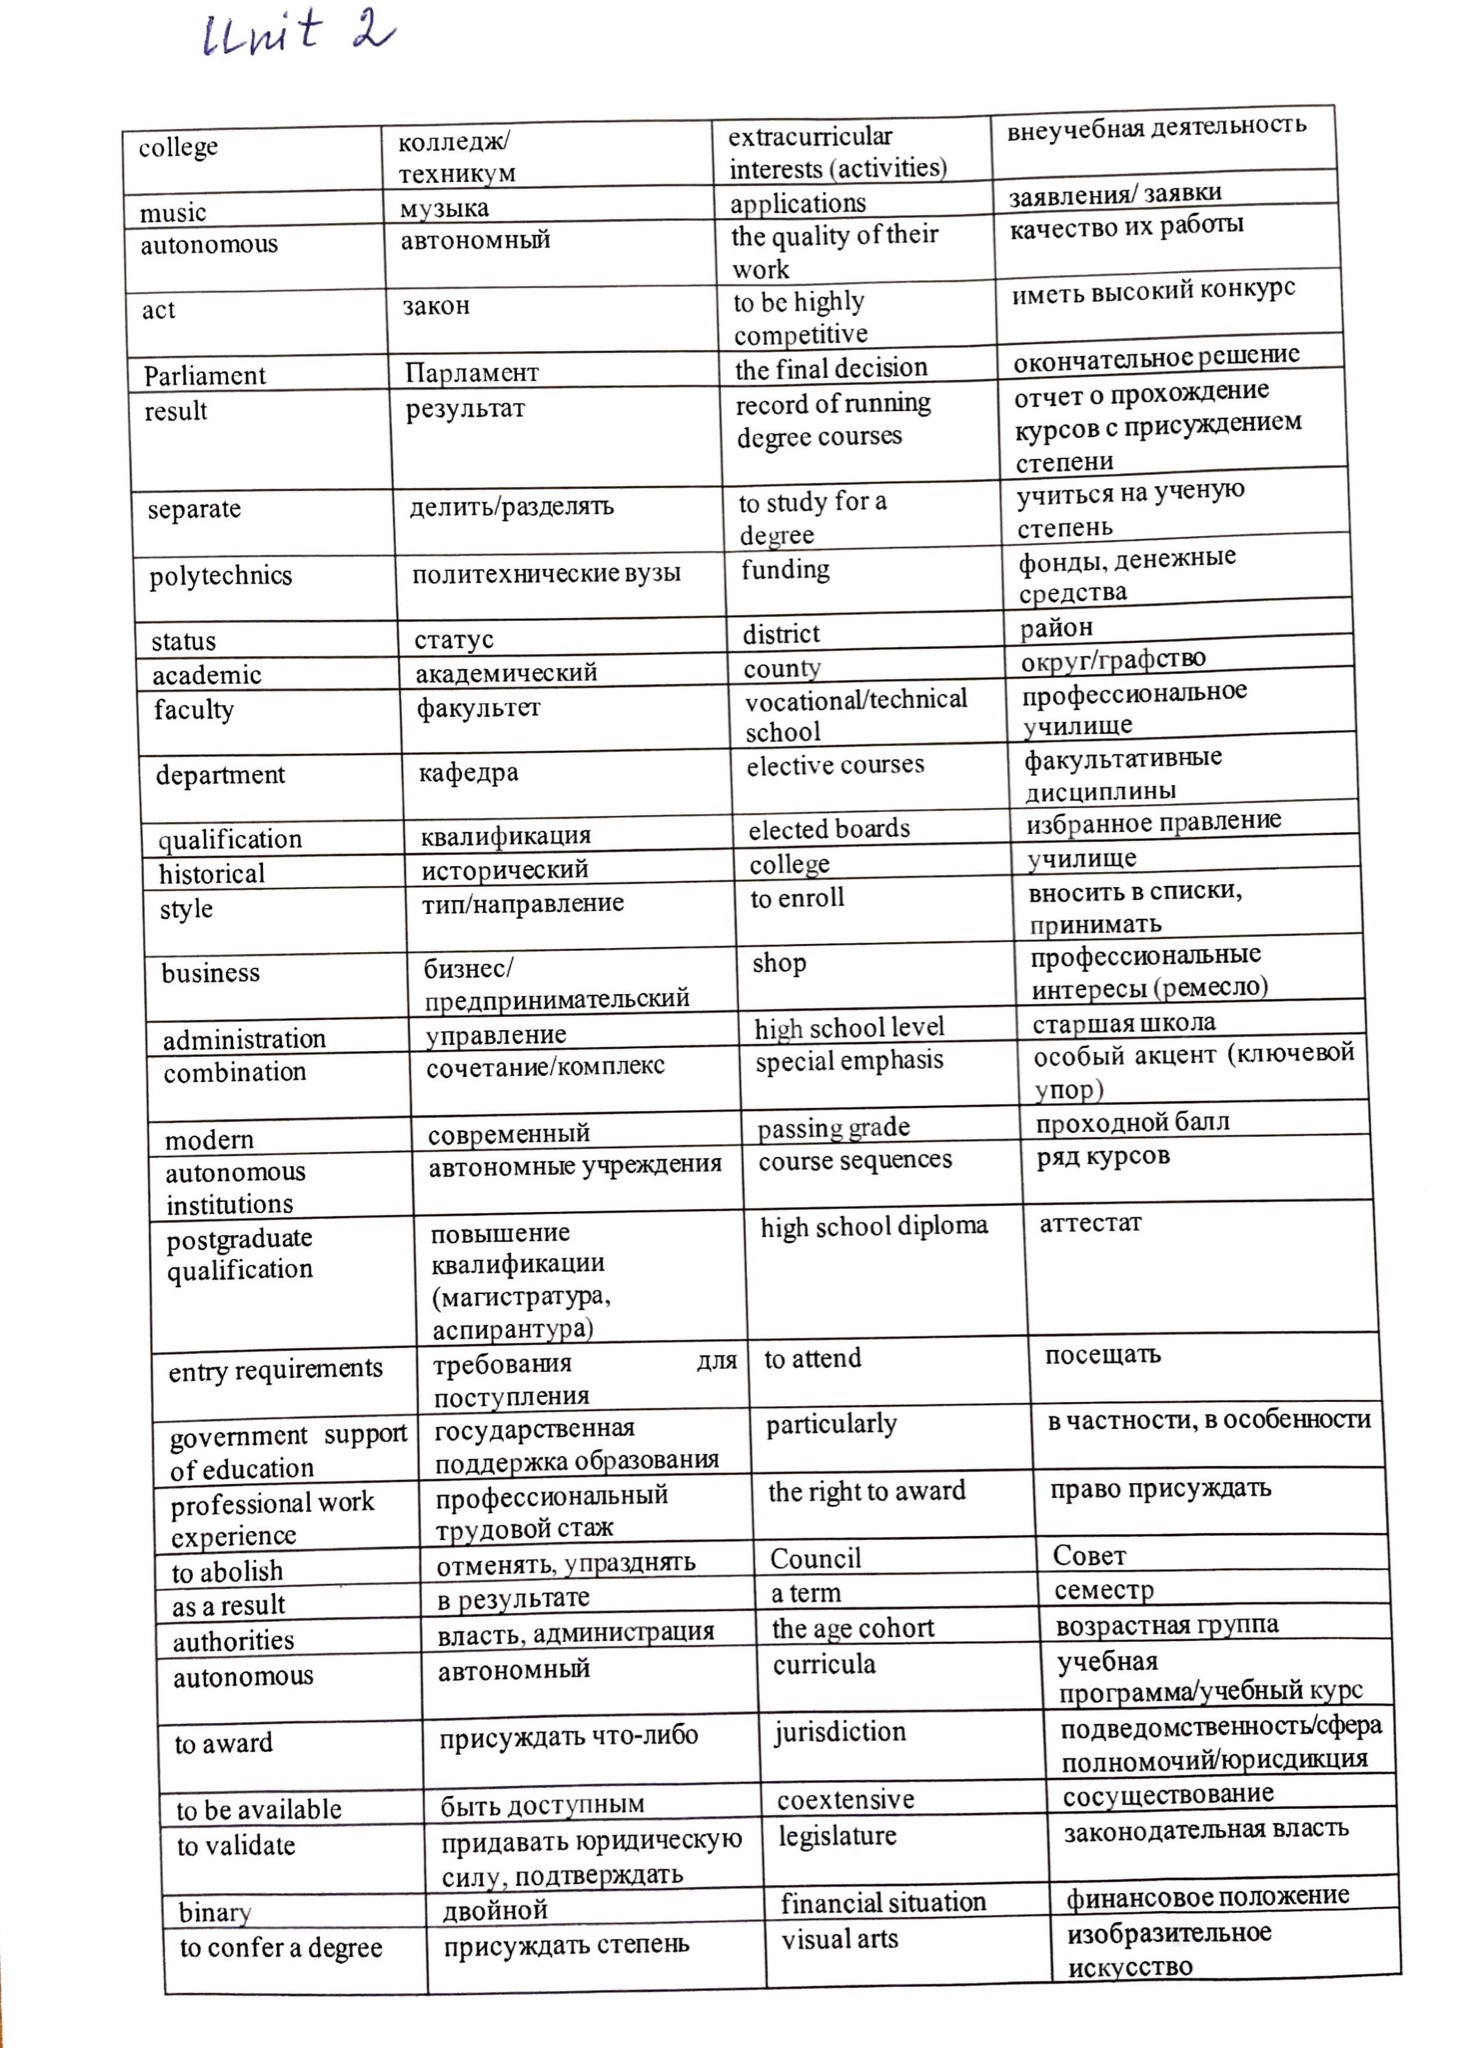 Unit 2
college колледж/ extracurricular внеучебная деятельность
техникум interests (activities)
music музыка applications заявления/ заявки
autonomous автономный the quality of their качество их работы
work
act закон to be highly иметь высокий конкурс
competitive
Parliament Парламент the final decision окончательное решение
result результат record of running отчет о прохождение
degree courses курсов с присуждением
степени
separate делить/разделять to study for a учиться на ученую
degree степень
polytechnics политехнические вузы funding фонды, денежные
средства
status статус district район
academic академический county округ/графство
faculty факультет vocational/technical профессиональное
school училище
department кафедра elective courses факультативные
дисциплины
qualification квалификация elected boards избранное правление
historical исторический college училище
style тип/направление to enroll вносить в списки,
принимать
business бизнес/ shop профессиональные
предпринимательский интересы (ремесло)
administration управление high school level старшая школа
combination сочетание/комплекс special emphasis особый акцент (ключевой
упор)
modern современный passing grade проходной балл
autonomous автономные учреждения course sequences ряд курсов
institutions
postgraduate повышение high school diploma аттестат
qualification квалификации
(магистратура,
аспирантура)
entry requirements требования для to attend посещать
поступления
government support государственная particularly в частности, в особенности
of education поддержка образования
professional work профессиональный the right to award право присуждать
experience трудовой стаж
to abolish отменять, упразднять Council Совет
as a result в результате a term семестр
authorities власть, администрация the age cohort возрастная группа
autonomous автономный curricula учебная
программа/учебный курс
to award присуждать что-либо jurisdiction подведомственность/сфера
полномочий/юрисдикция
to be available быть доступным coextensive сосуществование
to validate придавать юридическую legislature законодательная власть
силу, подтверждать
binary двойной financial situation финансовое положение
to confer a degree присуждать степень visual arts изобразительное
искусство